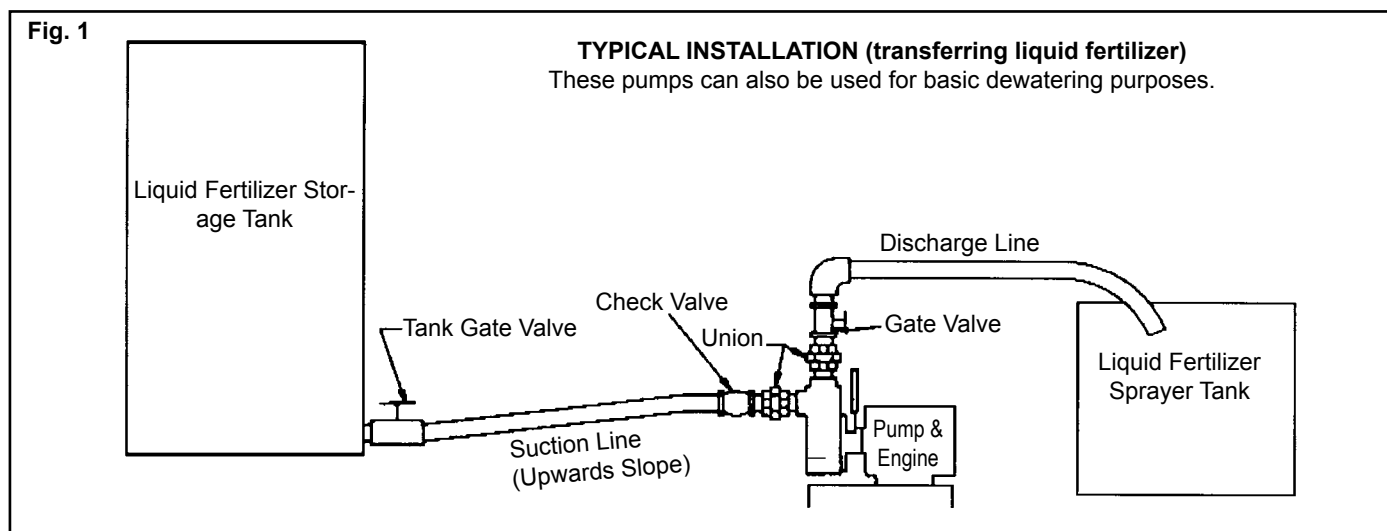 Fig. 1
TYPICAL INSTALLATION (transferring liquid fertilizer)
These pumps can also be used for basic dewatering purposes.
Liquid Fertilizer Stor-
age Tank
Discharge Line
Check Valve
Tank Gate Valve
Union
Gate Valve
Liquid Fertilizer
Sprayer Tank
Suction Line
(Upwards Slope)
Pump &
Engine